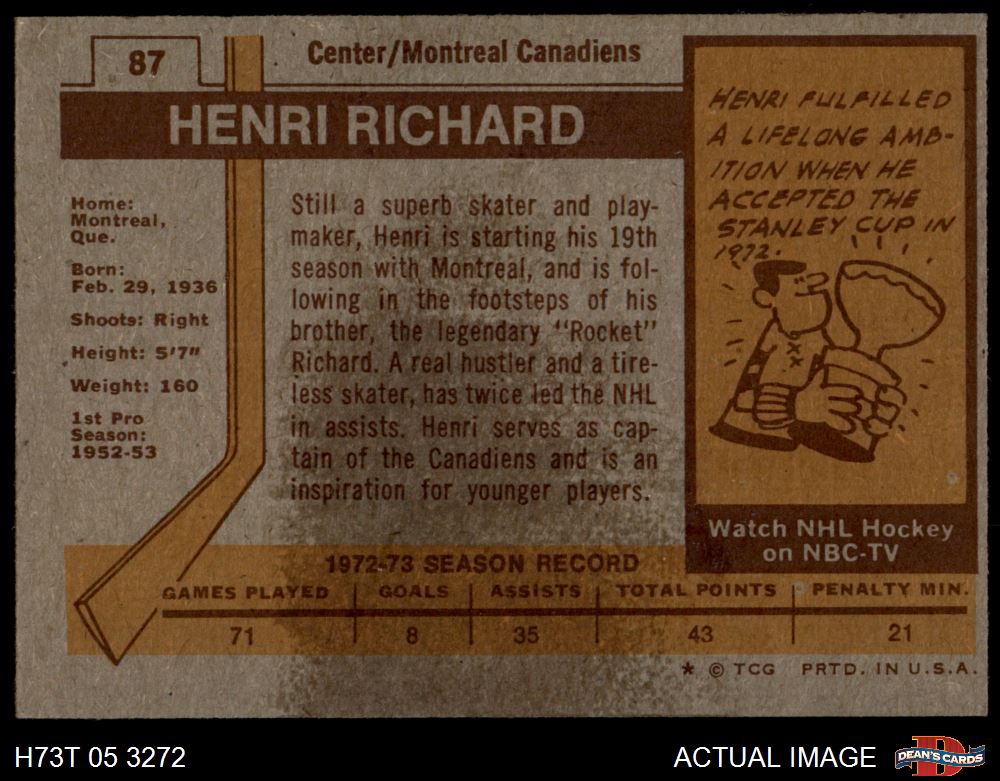 87
Center/Montreal Canadiens
HENRI RICHARD
Home:
Montreal,
Que.
Born:
Feb. 29, 1936
Shoots: Right
Height: 5'7"
Weight: 160
1st Pro
Season:
1952-53
Still a superb skater and play-
maker, Henri is starting his 19th
season with Montreal, and is fol-
lowing in the footsteps of his
brother, the legendary "Rocket"
Richard. A real hustler and a tire-
less skater, has twice led the NHL
in assists. Henri serves as cap-
tain of the Canadiens and is an
inspiration for younger players.
HENRI FULFILLED
A LIFELONG AMB-
ITION WHEN HE
ACCEPTED THE
STANLEY CUP IN
1972.
Watch NHL Hockey
on NBC-TV
1972-73 SEASON RECORD
GAMES PLAYED GOALS ASSISTS TOTAL POINTS PENALTY MIN.
71 8 35 43 21
* © TCG PRTD. IN U.S.A.
H73T 05 3272 ACTUAL IMAGE
D
DEAN'S CARDS